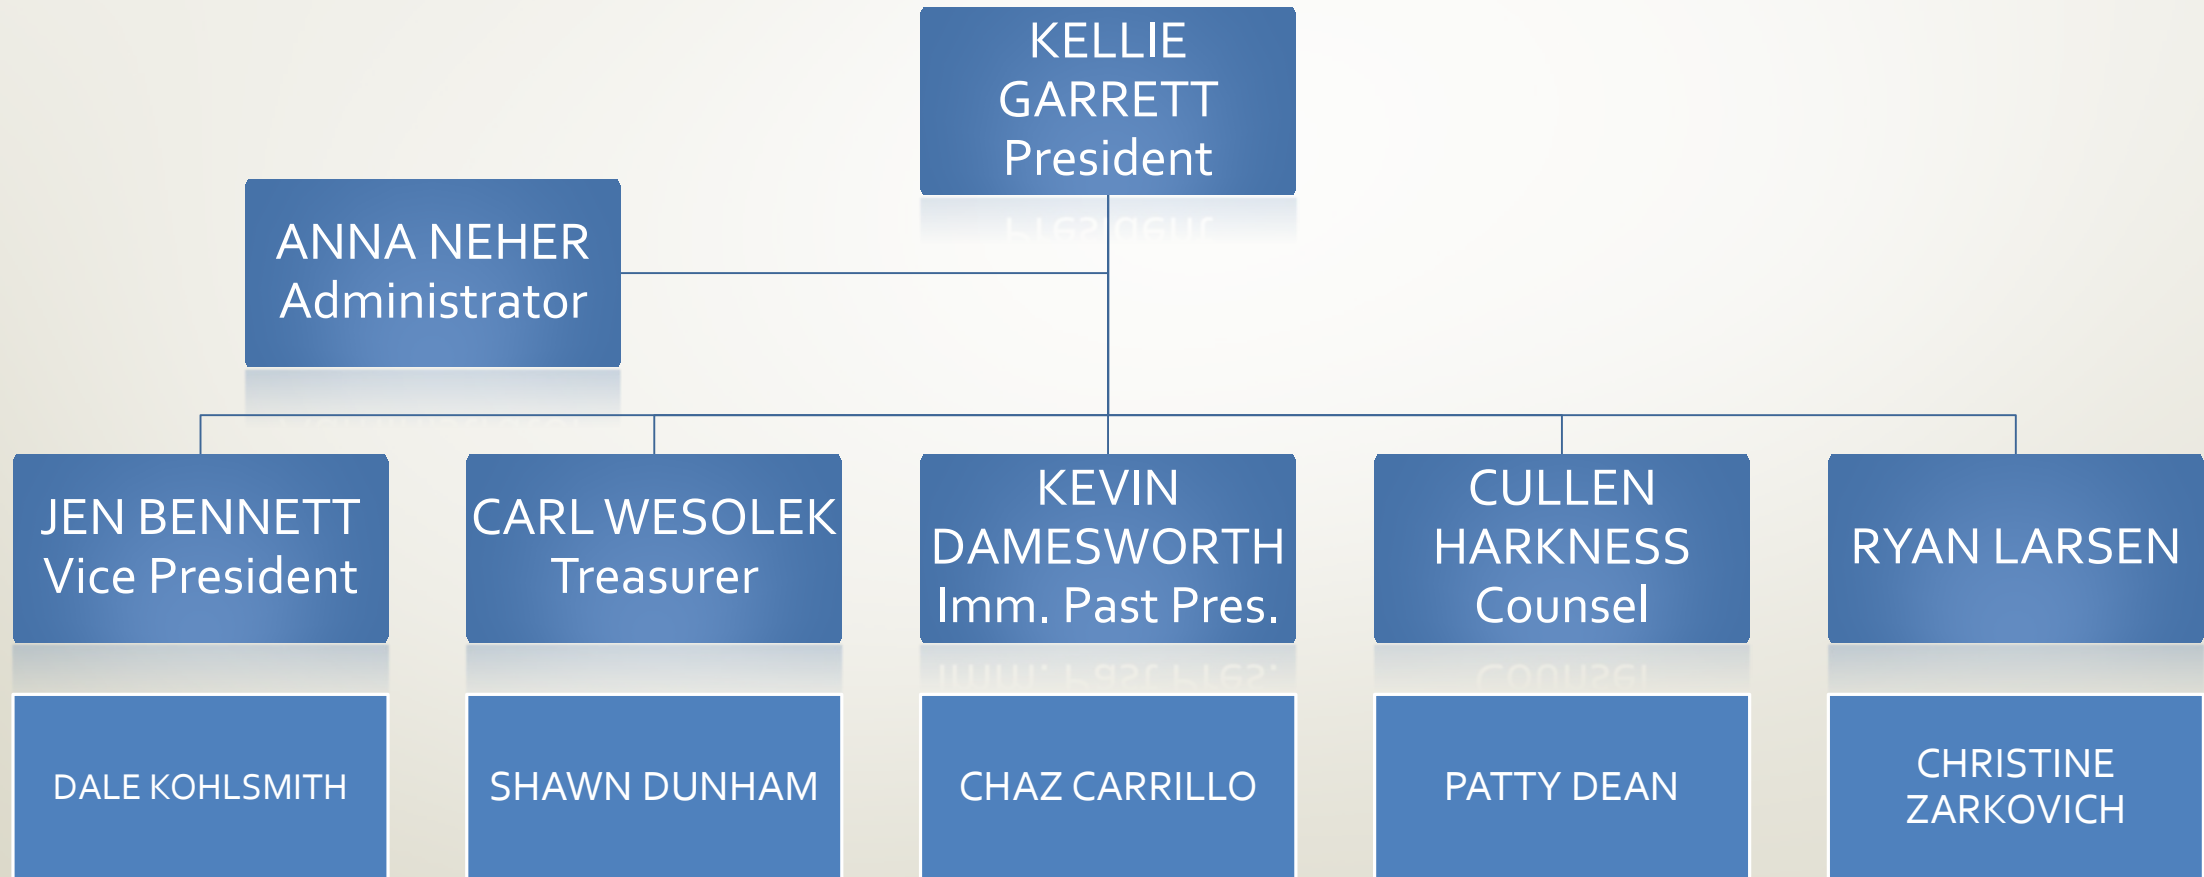 KELLIE
GARRETT
President
ANNA NEHER
Administrator
JEN BENNETT
Vice President
CARL WESOLEK
Treasurer
KEVIN
DAMESWORTH
Imm. Past Pres.
CULLEN
HARKNESS
Counsel
RYAN LARSEN
DALE KOHLSMITH
SHAWN DUNHAM
CHAZ CARRILLO
PATTY DEAN
CHRISTINE
ZARKOVICH